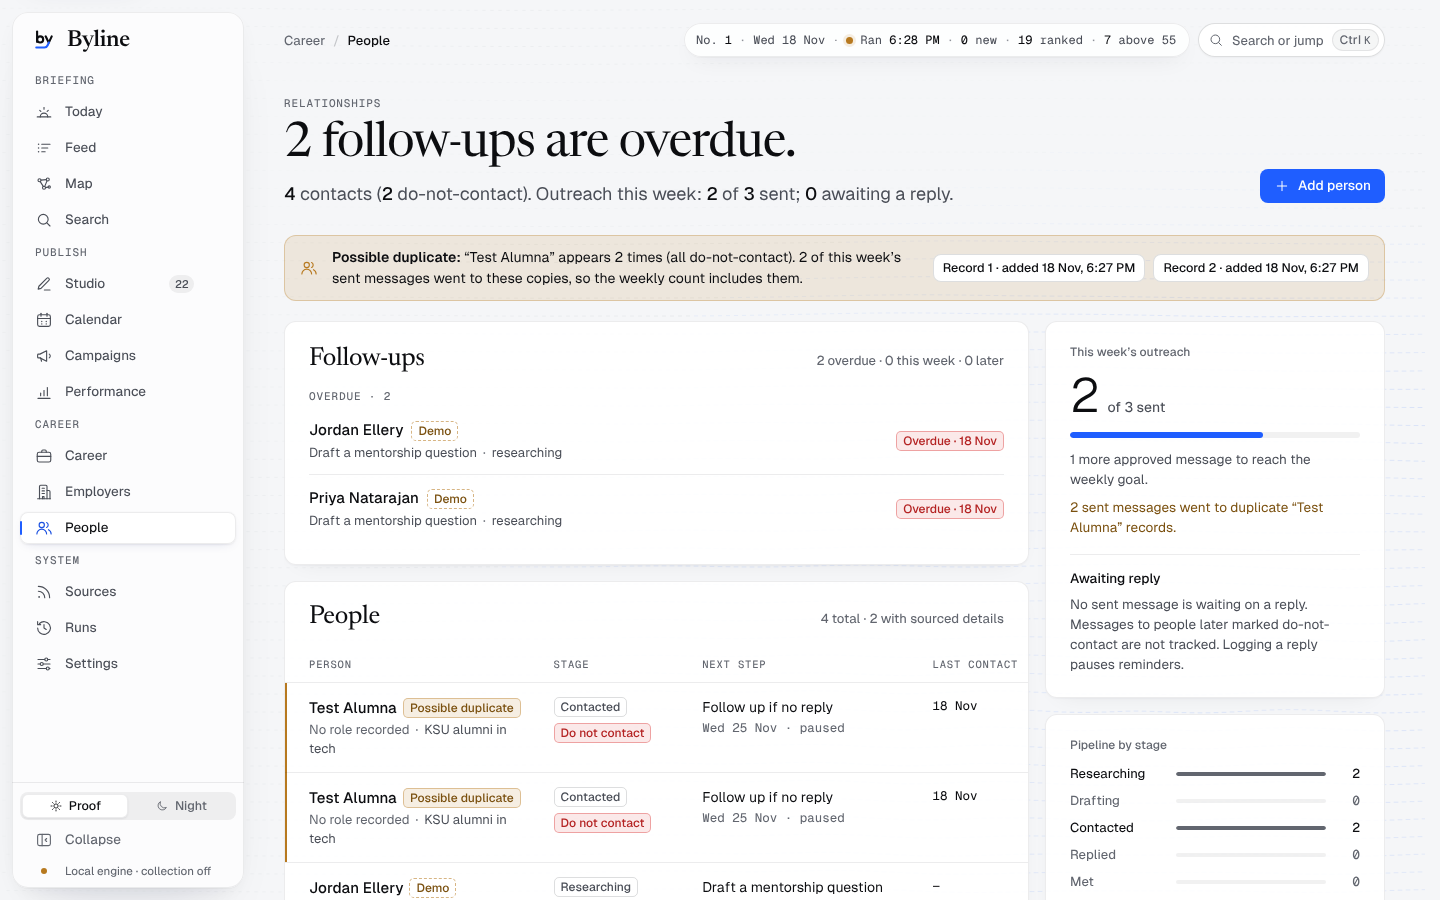 by Byline
BRIEFING
Today
Feed
Map
Search
PUBLISH
Studio 22
Calendar
Campaigns
Performance
CAREER
Career
Employers
People
SYSTEM
Sources
Runs
Settings
Proof Night
Collapse
Local engine · collection off
Career / People
No. 1 · Wed 18 Nov · Ran 6:28 PM · 0 new · 19 ranked · 7 above 55
Search or jump Ctrl K
RELATIONSHIPS
2 follow-ups are overdue.
4 contacts (2 do-not-contact). Outreach this week: 2 of 3 sent; 0 awaiting a reply.
Add person
Possible duplicate: “Test Alumna” appears 2 times (all do-not-contact). 2 of this week’s
sent messages went to these copies, so the weekly count includes them.
Record 1 · added 18 Nov, 6:27 PM
Record 2 · added 18 Nov, 6:27 PM
Follow-ups
2 overdue · 0 this week · 0 later
OVERDUE · 2
Jordan Ellery Demo
Draft a mentorship question · researching
Overdue · 18 Nov
Priya Natarajan Demo
Draft a mentorship question · researching
Overdue · 18 Nov
People
4 total · 2 with sourced details
PERSON STAGE NEXT STEP LAST CONTACT
Test Alumna Possible duplicate
No role recorded · KSU alumni in
tech
Contacted
Do not contact
Follow up if no reply
Wed 25 Nov · paused
18 Nov
Test Alumna Possible duplicate
No role recorded · KSU alumni in
tech
Contacted
Do not contact
Follow up if no reply
Wed 25 Nov · paused
18 Nov
Jordan Ellery Demo
Researching
Draft a mentorship question
–
This week’s outreach
2 of 3 sent
1 more approved message to reach the
weekly goal.
2 sent messages went to duplicate “Test
Alumna” records.
Awaiting reply
No sent message is waiting on a reply.
Messages to people later marked do-not-
contact are not tracked. Logging a reply
pauses reminders.
Pipeline by stage
Researching 2
Drafting 0
Contacted 2
Replied 0
Met 0